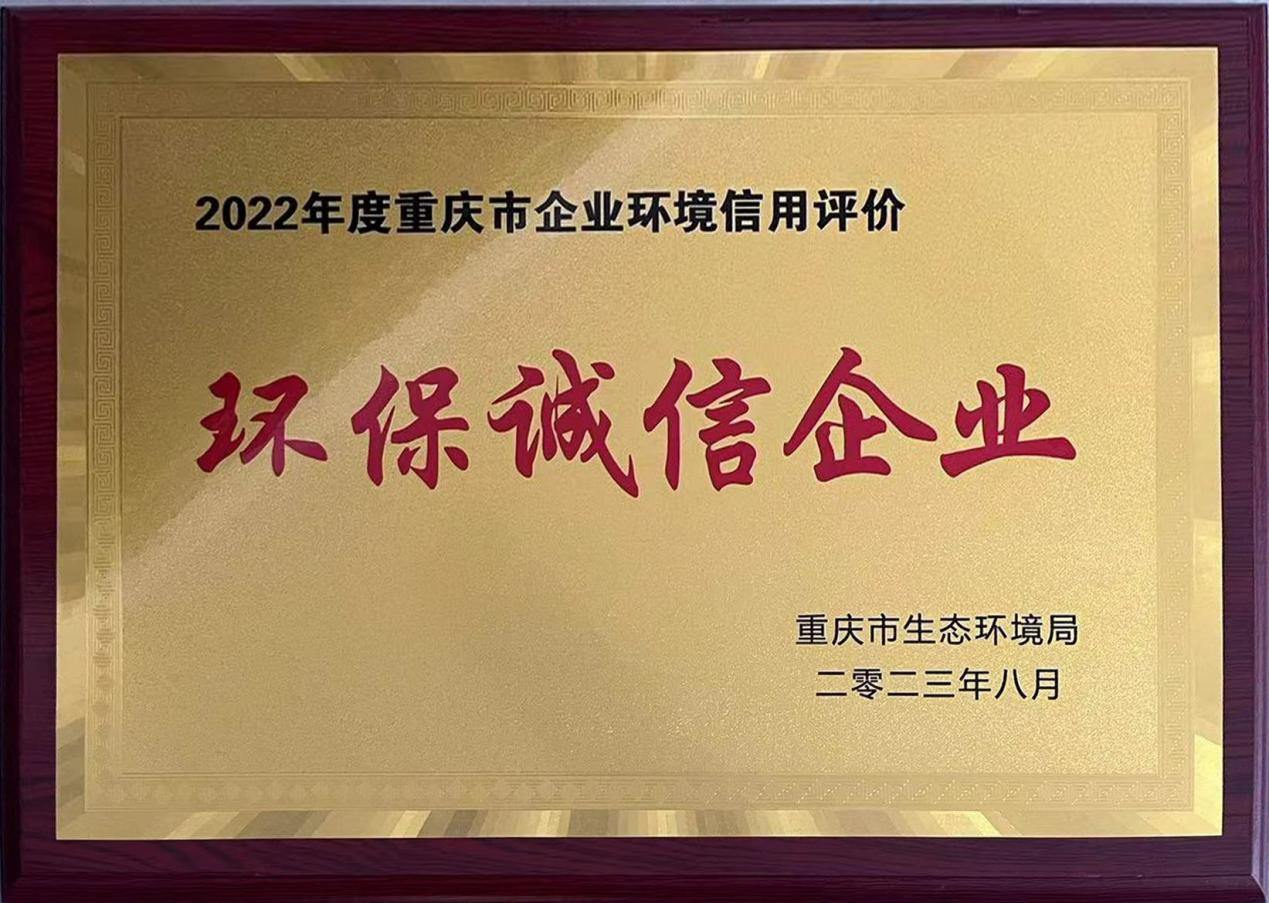 2022年度重庆市企业环境信用评价
环保诚信企业
重庆市生态环境局
二零二三年八月